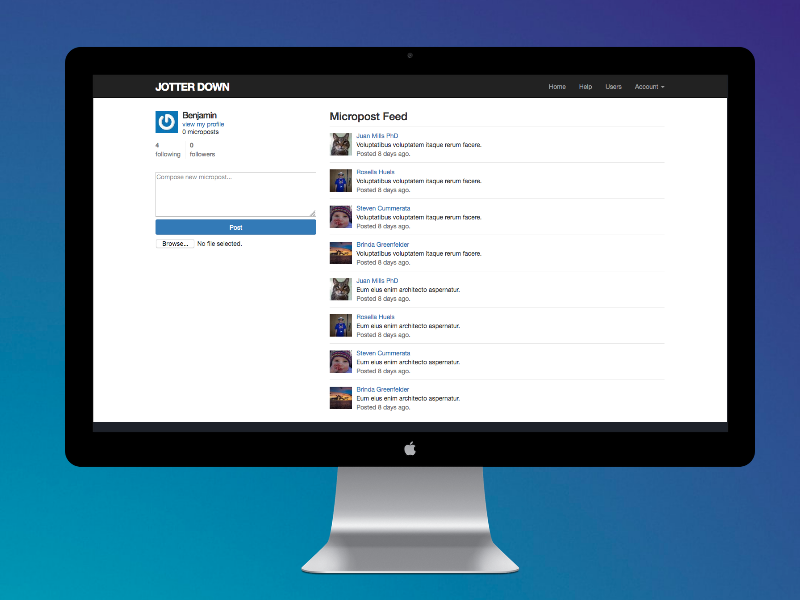 JOTTER DOWN
Home Help Users Account
Benjamin
view my profile
0 microposts
4 0
following followers
Compose new micropost...
Post
Browse... No file selected.
Micropost Feed
Juan Mills PhD
Voluptatibus voluptatem itaque rerum facere.
Posted 8 days ago.
Rosella Huels
Voluptatibus voluptatem itaque rerum facere.
Posted 8 days ago.
Steven Cummerata
Voluptatibus voluptatem itaque rerum facere.
Posted 8 days ago.
Brinda Greenfelder
Voluptatibus voluptatem itaque rerum facere.
Posted 8 days ago.
Juan Mills PhD
Eum eius enim architecto aspernatur.
Posted 8 days ago.
Rosella Huels
Eum eius enim architecto aspernatur.
Posted 8 days ago.
Steven Cummerata
Eum eius enim architecto aspernatur.
Posted 8 days ago.
Brinda Greenfelder
Eum eius enim architecto aspernatur.
Posted 8 days ago.